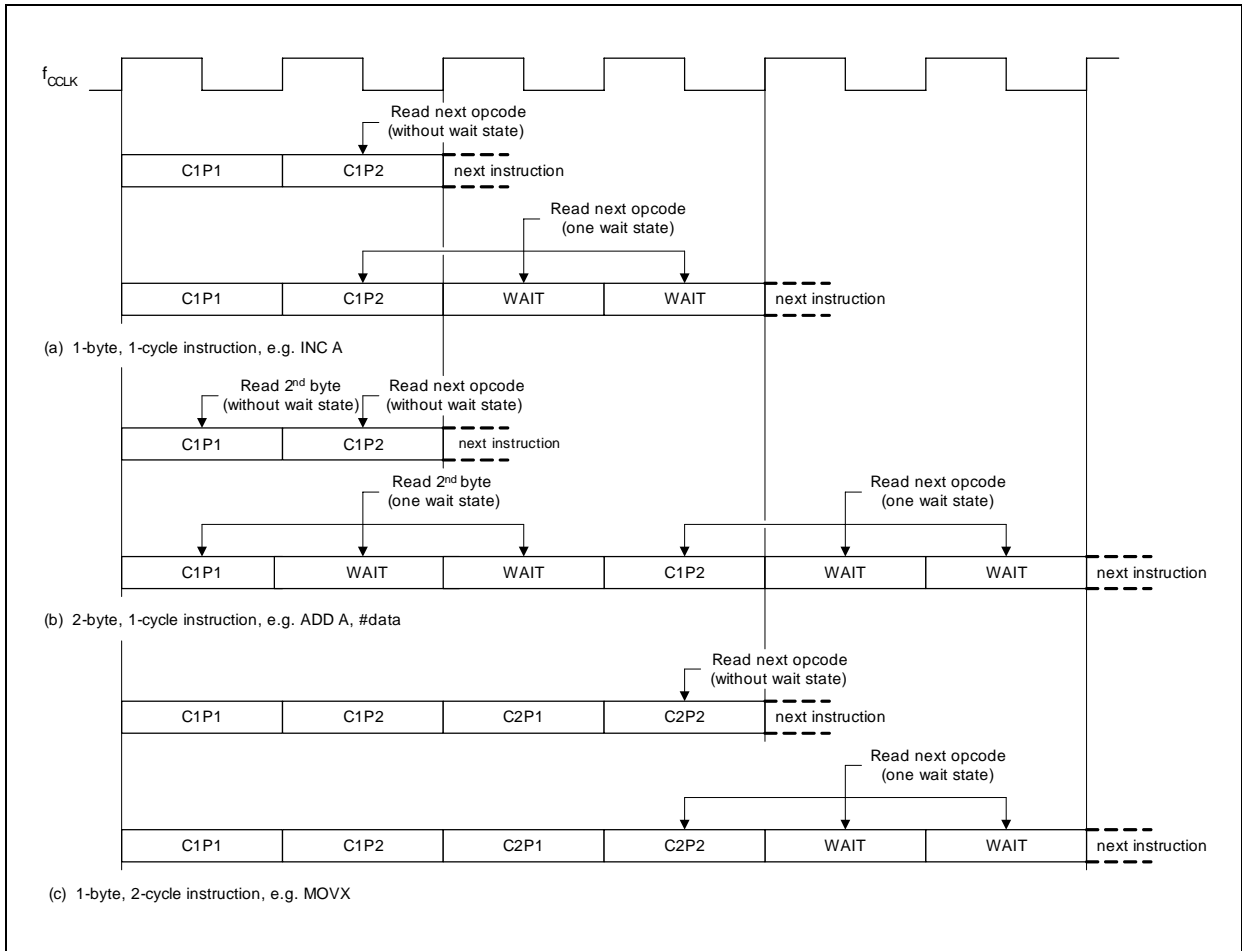 fCCLK
Read next opcode
(without wait state)
C1P1 C1P2 next instruction
Read next opcode
(one wait state)
C1P1 C1P2 WAIT WAIT next instruction
(a) 1-byte, 1-cycle instruction, e.g. INC A
Read 2nd byte Read next opcode
(without wait state) (without wait state)
C1P1 C1P2 next instruction
Read 2nd byte Read next opcode
(one wait state) (one wait state)
C1P1 WAIT WAIT C1P2 WAIT WAIT next instruction
(b) 2-byte, 1-cycle instruction, e.g. ADD A, #data
Read next opcode
(without wait state)
C1P1 C1P2 C2P1 C2P2 next instruction
Read next opcode
(one wait state)
C1P1 C1P2 C2P1 C2P2 WAIT WAIT next instruction
(c) 1-byte, 2-cycle instruction, e.g. MOVX